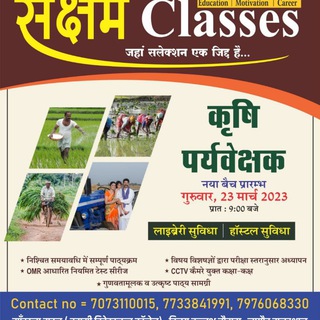 सक्षम Classes
Education | Motivation | Career
जहां सलेक्शन एक जिद्द हैं...
कृषि
पर्यवेक्षक
नया बैच प्रारम्भ
गुरुवार, 23 मार्च 2023
प्रात : 9:00 बजे
लाइब्रेरी सुविधा | हॉस्टल सुविधा
• निश्चित समयावधि में सम्पूर्ण पाठ्यक्रम
• विषय विशेषज्ञों द्वारा परीक्षा स्तरानुसार अध्यापन
• OMR आधारित नियमित टेस्ट सीरीज
• CCTV कैमरे युक्त कक्षा-कक्ष
• गुणवतामूलक व उत्कृष्ट पाठ्य सामग्री
Contact no = 7073110015, 7733841991, 7976068330